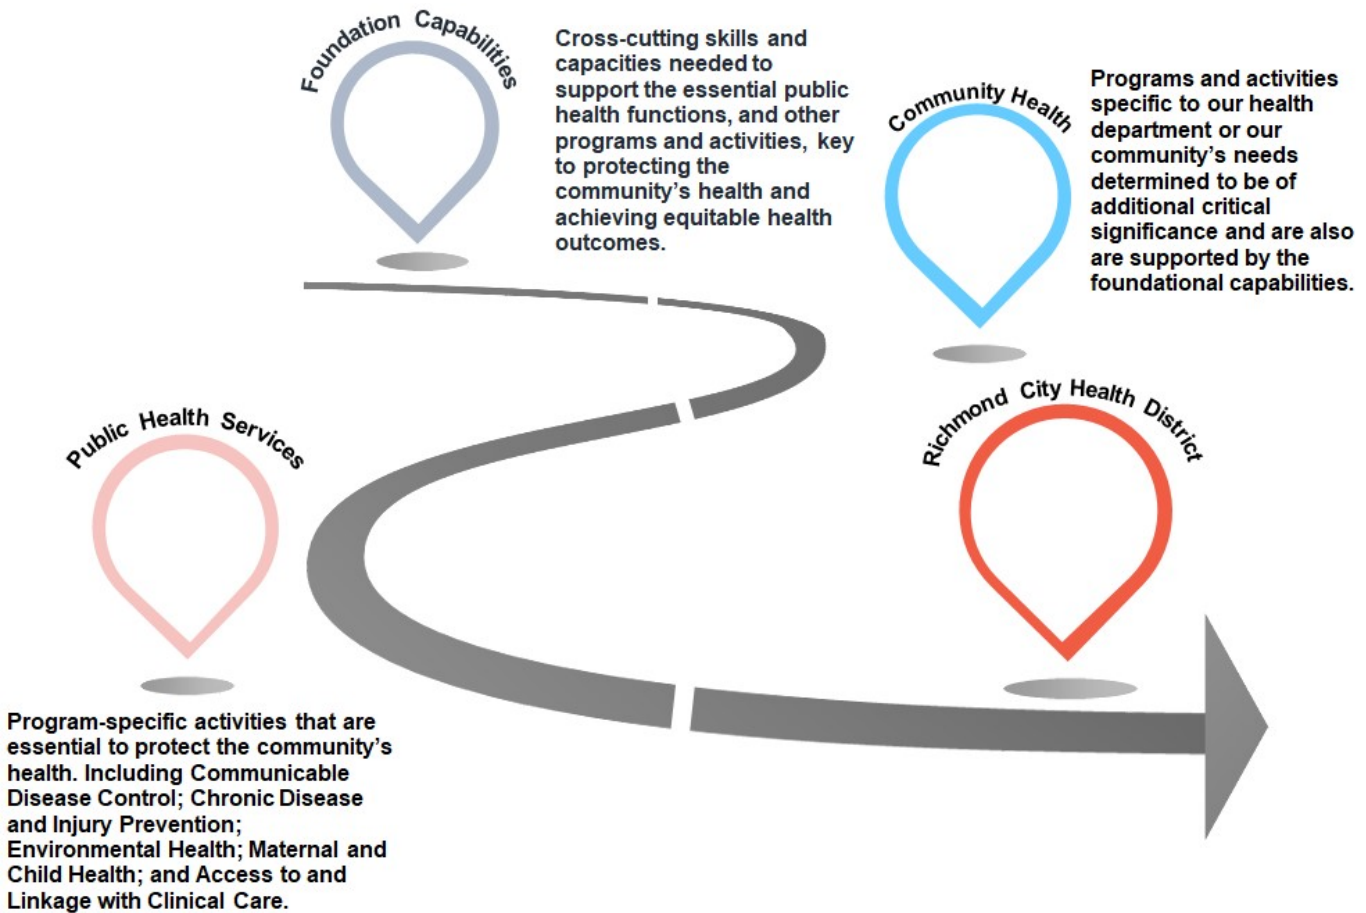 Foundation Capabilities
Cross-cutting skills and
capacities needed to
support the essential public
health functions, and other
programs and activities, key
to protecting the
community's health and
achieving equitable health
outcomes.
Community Health
Programs and activities
specific to our health
department or our
community's needs
determined to be of
additional critical
significance and are also
are supported by the
foundational capabilities.
Public Health Services
Program-specific activities that are
essential to protect the community's
health. Including Communicable
Disease Control; Chronic Disease
and Injury Prevention;
Environmental Health; Maternal and
Child Health; and Access to and
Linkage with Clinical Care.
Richmond City Health District